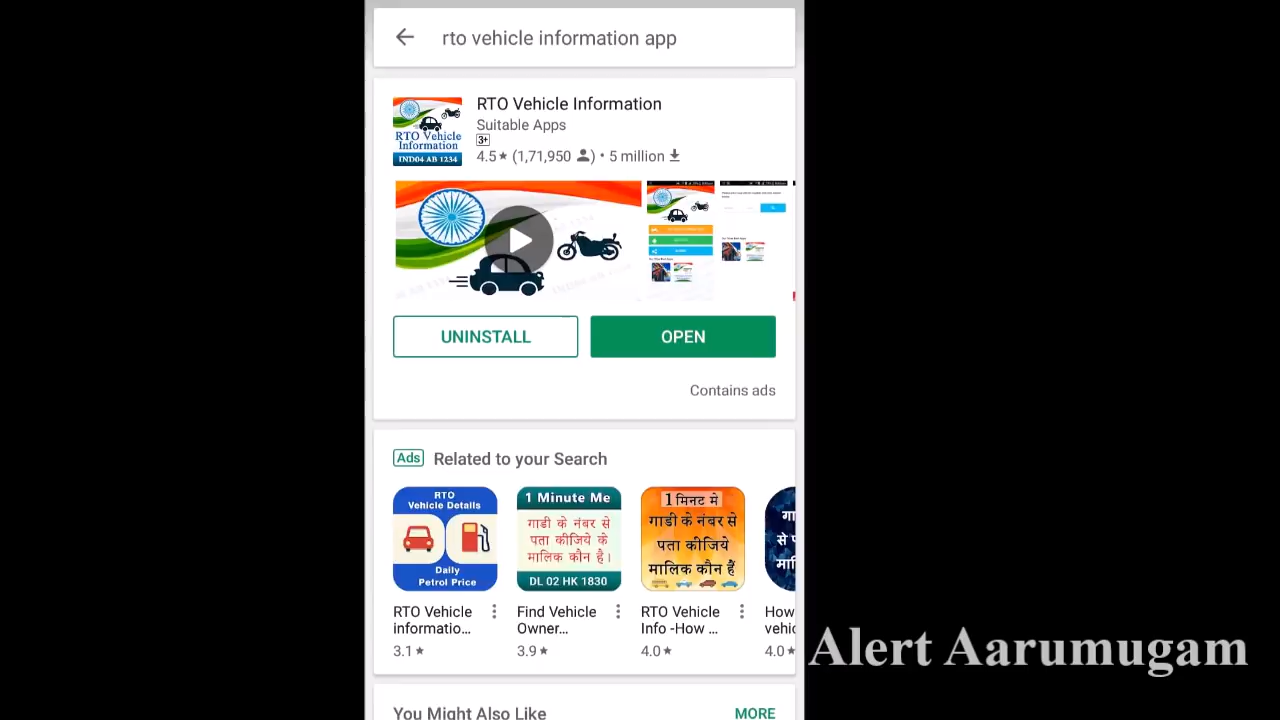 rto vehicle information app
RTO Vehicle Information
Suitable Apps
3+
4.5★ (1,71,950 ) • 5 million
RTO Vehicle
Information
IND04 AB 1234
UNINSTALL
OPEN
Contains ads
Ads Related to your Search
RTO
Vehicle Details
Daily
Petrol Price
1 Minute Me
गाडी के नंबर से
पता कीजिये के
मालिक कौन है।
DL 02 HK 1830
1 मिनट मे
गाडी के नंबर से
पता कीजिये
मालिक कौन हैं
RTO Vehicle
informatio...
3.1★
Find Vehicle
Owner...
3.9★
RTO Vehicle
Info -How ...
4.0★
How
4.0★
You Might Also Like
MORE
Alert Aarumugam